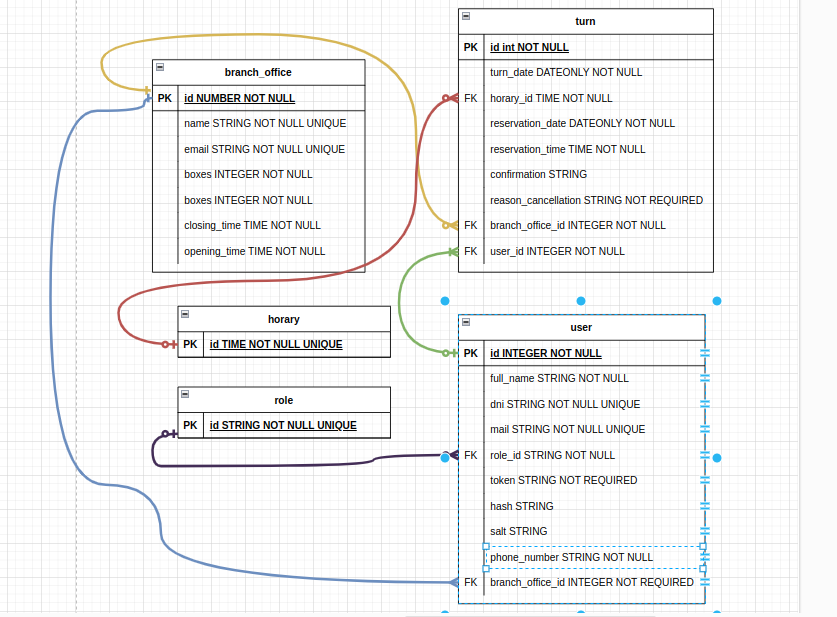 branch_office
PK id NUMBER NOT NULL
name STRING NOT NULL UNIQUE
email STRING NOT NULL UNIQUE
boxes INTEGER NOT NULL
boxes INTEGER NOT NULL
closing_time TIME NOT NULL
opening_time TIME NOT NULL
horary
PK id TIME NOT NULL UNIQUE
role
PK id STRING NOT NULL UNIQUE
turn
PK id int NOT NULL
turn_date DATEONLY NOT NULL
FK horary_id TIME NOT NULL
reservation_date DATEONLY NOT NULL
reservation_time TIME NOT NULL
confirmation STRING
reason_cancellation STRING NOT REQUIRED
FK branch_office_id INTEGER NOT NULL
FK user_id INTEGER NOT NULL
user
PK id INTEGER NOT NULL
full_name STRING NOT NULL
dni STRING NOT NULL UNIQUE
mail STRING NOT NULL UNIQUE
FK role_id STRING NOT NULL
token STRING NOT REQUIRED
hash STRING
salt STRING
phone_number STRING NOT NULL
FK branch_office_id INTEGER NOT REQUIRED